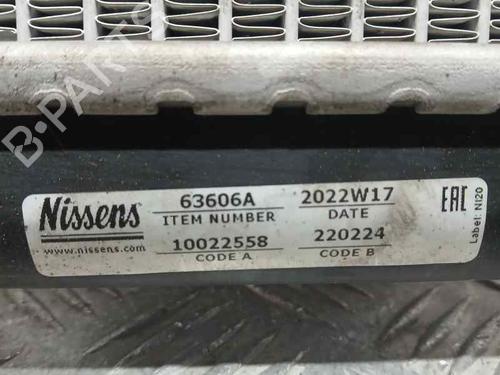 B-PARTS
Nissens
www.nissens.com
63606A
ITEM NUMBER
10022558
CODE A
2022W17
DATE
220224
CODE B
EAC
Label: NI20